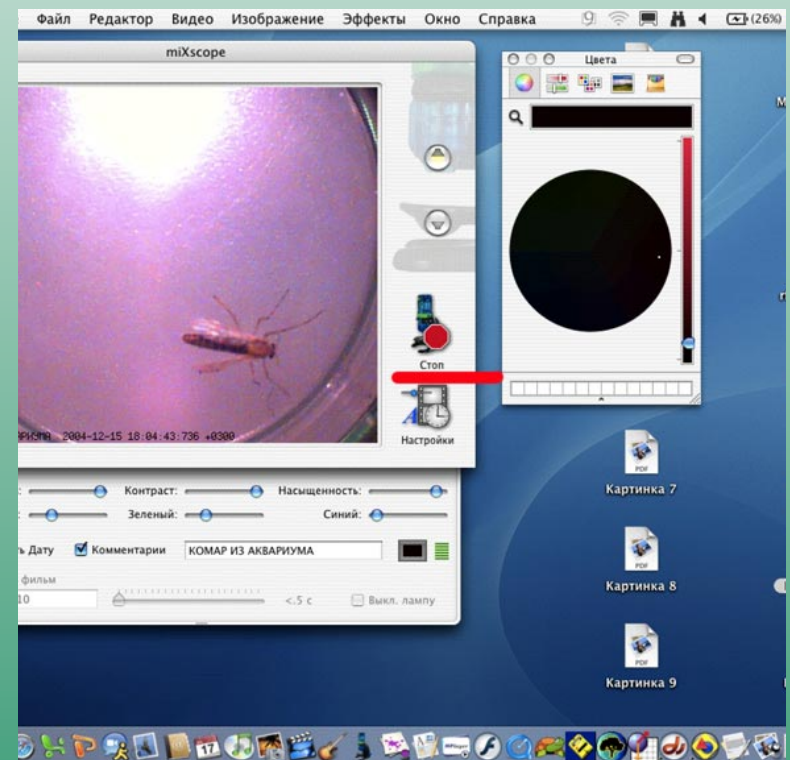 Файл Редактор Видео Изображение Эффекты Окно Справка (26%)
miXscope
Цвета
Стоп
2004-12-15 18:04:43:736 +0300
Настройки
Контраст: Насыщенность:
Зеленый: Синий:
Дату Комментарии КОМАР ИЗ АКВАРИУМА
фильм
10 <.5 с Выкл. лампу
PDF
Картинка 7
PDF
Картинка 8
PDF
Картинка 9
17